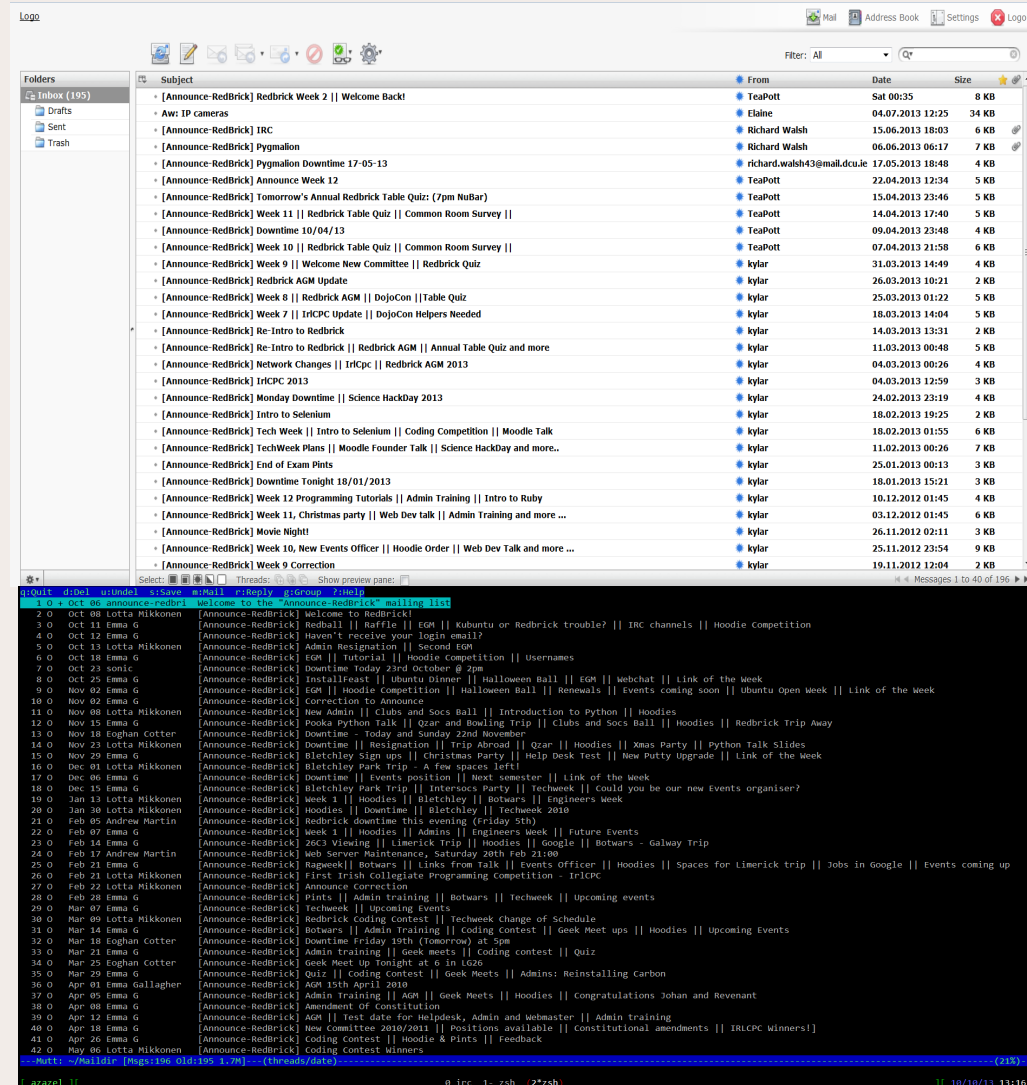 Logo
Mail Address Book Settings Logo
Filter: All
Folders Subject From Date Size
Inbox (195)
Drafts
Sent
Trash
[Announce-RedBrick] Redbrick Week 2 || Welcome Back! TeaPott Sat 00:35 8 KB
Aw: IP cameras Elaine 04.07.2013 12:25 34 KB
[Announce-RedBrick] IRC Richard Walsh 15.06.2013 18:03 6 KB
[Announce-RedBrick] Pygmalion Richard Walsh 06.06.2013 06:17 7 KB
[Announce-RedBrick] Pygmalion Downtime 17-05-13 richard.walsh43@mail.dcu.ie 17.05.2013 18:48 4 KB
[Announce-RedBrick] Announce Week 12 TeaPott 22.04.2013 12:34 5 KB
[Announce-RedBrick] Tomorrow's Annual Redbrick Table Quiz: (7pm NuBar) TeaPott 15.04.2013 23:46 5 KB
[Announce-RedBrick] Week 11 || Redbrick Table Quiz || Common Room Survey || TeaPott 14.04.2013 17:40 5 KB
[Announce-RedBrick] Downtime 10/04/13 TeaPott 09.04.2013 23:48 4 KB
[Announce-RedBrick] Week 10 || Redbrick Table Quiz || Common Room Survey || TeaPott 07.04.2013 21:58 6 KB
[Announce-RedBrick] Week 9 || Welcome New Committee || Redbrick Quiz kylar 31.03.2013 14:49 4 KB
[Announce-RedBrick] Redbrick AGM Update kylar 26.03.2013 10:21 2 KB
[Announce-RedBrick] Week 8 || Redbrick AGM || DojoCon ||Table Quiz kylar 25.03.2013 01:22 5 KB
[Announce-RedBrick] Week 7 || IrlCPC Update || DojoCon Helpers Needed kylar 18.03.2013 14:04 5 KB
[Announce-RedBrick] Re-Intro to Redbrick kylar 14.03.2013 13:31 2 KB
[Announce-RedBrick] Re-Intro to Redbrick || Redbrick AGM || Annual Table Quiz and more kylar 11.03.2013 00:48 5 KB
[Announce-RedBrick] Network Changes || IrlCpc || Redbrick AGM 2013 kylar 04.03.2013 00:26 4 KB
[Announce-RedBrick] IrlCPC 2013 kylar 04.03.2013 12:59 3 KB
[Announce-RedBrick] Monday Downtime || Science HackDay 2013 kylar 24.02.2013 23:19 4 KB
[Announce-RedBrick] Intro to Selenium kylar 18.02.2013 19:25 2 KB
[Announce-RedBrick] Tech Week || Intro to Selenium || Coding Competition || Moodle Talk kylar 18.02.2013 01:55 6 KB
[Announce-RedBrick] TechWeek Plans || Moodle Founder Talk || Science HackDay and more.. kylar 11.02.2013 00:26 7 KB
[Announce-RedBrick] End of Exam Pints kylar 25.01.2013 00:13 3 KB
[Announce-RedBrick] Downtime Tonight 18/01/2013 kylar 18.01.2013 15:21 3 KB
[Announce-RedBrick] Week 12 Programming Tutorials || Admin Training || Intro to Ruby kylar 10.12.2012 01:45 4 KB
[Announce-RedBrick] Week 11, Christmas party || Web Dev talk || Admin Training and more ... kylar 03.12.2012 01:45 6 KB
[Announce-RedBrick] Movie Night! kylar 26.11.2012 02:11 3 KB
[Announce-RedBrick] Week 10, New Events Officer || Hoodie Order || Web Dev Talk and more ... kylar 25.11.2012 23:54 9 KB
[Announce-RedBrick] Week 9 Correction kylar 19.11.2012 12:04 2 KB
Select: Threads: Show preview pane: Messages 1 to 40 of 196
q:Quit d:Del u:Undel s:Save m:Mail r:Reply g:Group ?:Help
1 O + Oct 06 announce-redbri Welcome to the "Announce-RedBrick" mailing list
2 O Oct 08 Lotta Mikkonen [Announce-RedBrick] Welcome to RedBrick!
3 O Oct 11 Emma G [Announce-RedBrick] Redball || Raffle || EGM || Kubuntu or Redbrick trouble? || IRC channels || Hoodie Competition
4 O Oct 12 Emma G [Announce-RedBrick] Haven't receive your login email?
5 O Oct 13 Lotta Mikkonen [Announce-RedBrick] Admin Resignation || Second EGM
6 O Oct 18 Emma G [Announce-RedBrick] EGM || Tutorial || Hoodie Competition || Usernames
7 O Oct 23 sonic [Announce-RedBrick] Downtime Today 23rd October @ 2pm
8 O Oct 25 Emma G [Announce-RedBrick] InstallFeast || Ubuntu Dinner || Halloween Ball || EGM || Webchat || Link of the Week
9 O Nov 02 Emma G [Announce-RedBrick] EGM || Hoodie Competition || Halloween Ball || Renewals || Events coming soon || Ubuntu Open Week || Link of the Week
10 O Nov 02 Emma G [Announce-RedBrick] Correction to Announce
11 O Nov 08 Lotta Mikkonen [Announce-RedBrick] New Admin || Clubs and Socs Ball || Introduction to Python || Hoodies
12 O Nov 15 Emma G [Announce-RedBrick] Pooka Python Talk || Qzar and Bowling Trip || Clubs and Socs Ball || Hoodies || Redbrick Trip Away
13 O Nov 18 Eoghan Cotter [Announce-RedBrick] Downtime - Today and Sunday 22nd November
14 O Nov 23 Lotta Mikkonen [Announce-RedBrick] Downtime || Resignation || Trip Abroad || Qzar || Hoodies || Xmas Party || Python Talk Slides
15 O Nov 29 Emma G [Announce-RedBrick] Bletchley Sign ups || Christmas Party || Help Desk Test || New Putty Upgrade || Link of the Week
16 O Dec 01 Lotta Mikkonen [Announce-RedBrick] Bletchley Park Trip - A few spaces left!
17 O Dec 06 Emma G [Announce-RedBrick] Downtime || Events position || Next semester || Link of the Week
18 O Dec 15 Emma G [Announce-RedBrick] Bletchley Park Trip || Intersocs Party || Techweek || Could you be our new Events organiser?
19 O Jan 13 Lotta Mikkonen [Announce-RedBrick] Week 1 || Hoodies || Bletchley || Botwars || Engineers Week
20 O Jan 30 Lotta Mikkonen [Announce-RedBrick] Hoodies || Downtime || Bletchley || Techweek 2010
21 O Feb 05 Andrew Martin [Announce-RedBrick] Redbrick downtime this evening (Friday 5th)
22 O Feb 07 Emma G [Announce-RedBrick] Week 1 || Hoodies || Admins || Engineers Week || Future Events
23 O Feb 14 Emma G [Announce-RedBrick] 26C3 Viewing || Limerick Trip || Hoodies || Google || Botwars - Galway Trip
24 O Feb 17 Andrew Martin [Announce-RedBrick] Web Server Maintenance, Saturday 20th Feb 21:00
25 O Feb 21 Emma G [Announce-RedBrick] Ragweek|| Botwars || Links from Talk || Events Officer || Hoodies || Spaces for Limerick trip || Jobs in Google || Events coming up
26 O Feb 21 Lotta Mikkonen [Announce-RedBrick] First Irish Collegiate Programming Competition - IrlCPC
27 O Feb 22 Lotta Mikkonen [Announce-RedBrick] Announce Correction
28 O Feb 28 Emma G [Announce-RedBrick] Pints || Admin training || Botwars || Techweek || Upcoming events
29 O Mar 07 Emma G [Announce-RedBrick] Techweek || Upcoming Events
30 O Mar 09 Lotta Mikkonen [Announce-RedBrick] Redbrick Coding Contest || Techweek Change of Schedule
31 O Mar 14 Emma G [Announce-RedBrick] Botwars || Admin Training || Coding Contest || Geek Meet ups || Hoodies || Upcoming Events
32 O Mar 18 Eoghan Cotter [Announce-RedBrick] Downtime Friday 19th (Tomorrow) at 5pm
33 O Mar 21 Emma G [Announce-RedBrick] Admin training || Geek meets || Coding contest || Quiz
34 O Mar 25 Eoghan Cotter [Announce-RedBrick] Geek Meet Up Tonight at 6 in LG26
35 O Mar 29 Emma G [Announce-RedBrick] Quiz || Coding Contest || Geek Meets || Admins: Reinstalling Carbon
36 O Apr 01 Emma Gallagher [Announce-RedBrick] AGM 15th April 2010
37 O Apr 05 Emma G [Announce-RedBrick] Admin Training || AGM || Geek Meets || Hoodies || Congratulations Johan and Revenant
38 O Apr 08 Emma G [Announce-RedBrick] Amendment Of Constitution
39 O Apr 12 Emma G [Announce-RedBrick] AGM || Test date for Helpdesk, Admin and Webmaster || Admin training
40 O Apr 18 Emma G [Announce-RedBrick] New Committee 2010/2011 || Positions available || Constitutional amendments || IRLCPC Winners!]
41 O Apr 26 Emma G [Announce-RedBrick] Coding Contest || Hoodie & Pints || Feedback
42 O May 06 Lotta Mikkonen [Announce-RedBrick] Coding Contest Winners
---Mutt: ~/Maildir [Msgs:196 Old:195 1.7M]---(threads/date)---(21%)---
[ azazel ][ 0 irc 1- zsh (2*zsh) ][ 10/10/13 13:16